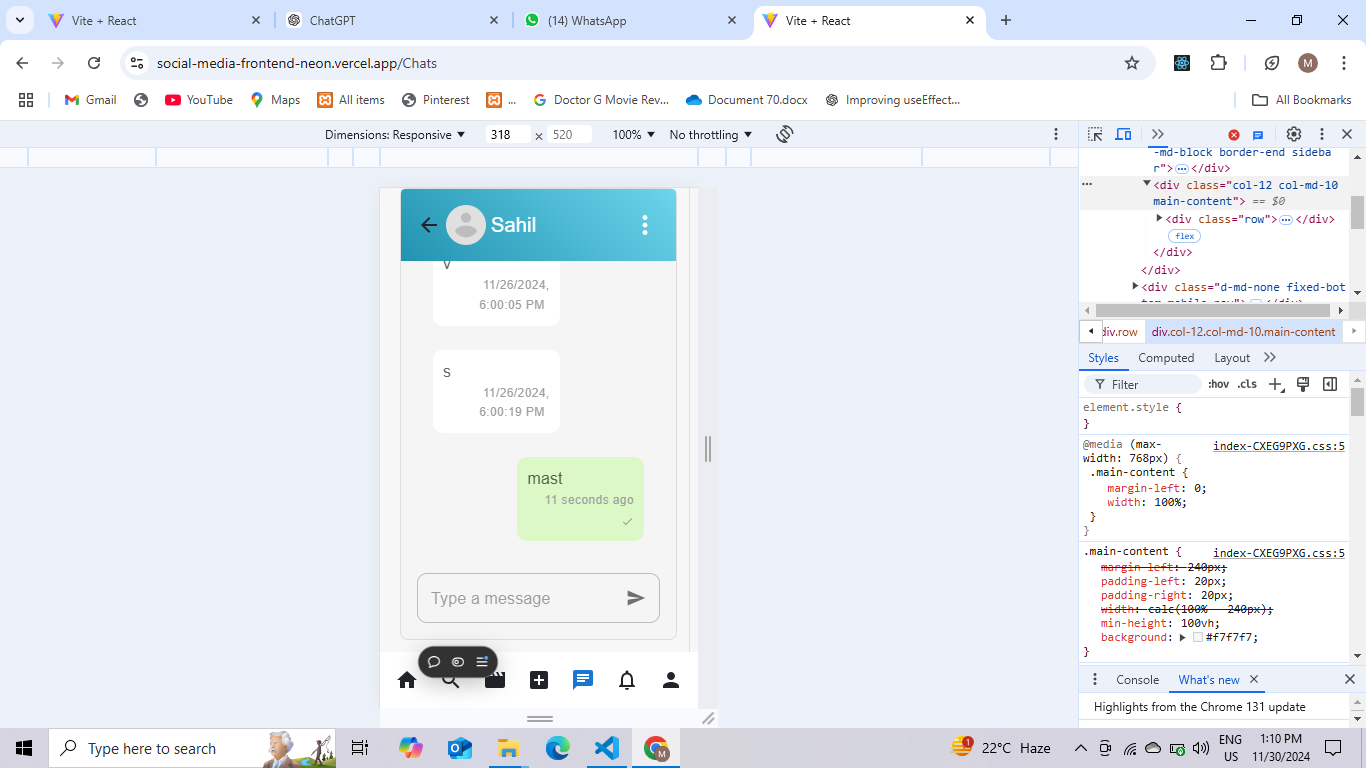 Vite + React
ChatGPT
(14) WhatsApp
Vite + React
social-media-frontend-neon.vercel.app/Chats
M
Gmail
YouTube
Maps
All items
Pinterest
...
Doctor G Movie Rev...
Document 70.docx
Improving useEffect...
All Bookmarks
Dimensions: Responsive
318 × 520
100%
No throttling
Sahil
v
11/26/2024,
6:00:05 PM
s
11/26/2024,
6:00:19 PM
mast
11 seconds ago
Type a message
-md-block border-end sideba
r"> ... </div>
<div class="col-12 col-md-10
main-content"> == $0
<div class="row"> ... </div>
flex
</div>
</div>
<div class="d-md-none fixed-bot
div.row
div.col-12.col-md-10.main-content
Styles
Computed
Layout
Filter
:hov .cls
element.style {
}
@media (max-
width: 768px) {
index-CXEG9PXG.css:5
.main-content {
margin-left: 0;
width: 100%;
}
}
.main-content {
index-CXEG9PXG.css:5
margin-left: 240px;
padding-left: 20px;
padding-right: 20px;
width: calc(100% - 240px);
min-height: 100vh;
background: #f7f7f7;
}
Console
What's new
Highlights from the Chrome 131 update
Type here to search
M
1
22°C Haze
ENG
US
1:10 PM
11/30/2024